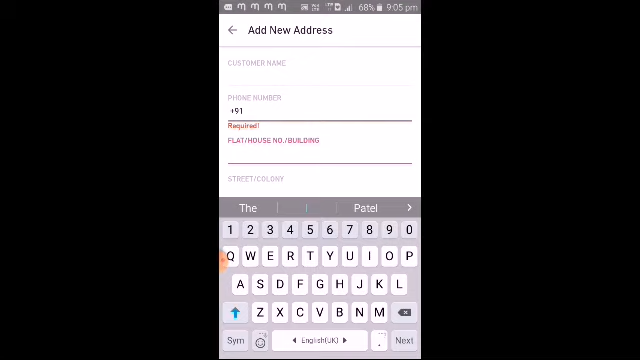 68% 9:05 pm
Add New Address
CUSTOMER NAME
PHONE NUMBER
+91
Required!
FLAT/HOUSE NO./BUILDING
STREET/COLONY
The I Patel
1 2 3 4 5 6 7 8 9 0
Q W E R T Y U I O P
A S D F G H J K L
Z X C V B N M
Sym English(UK) . Next